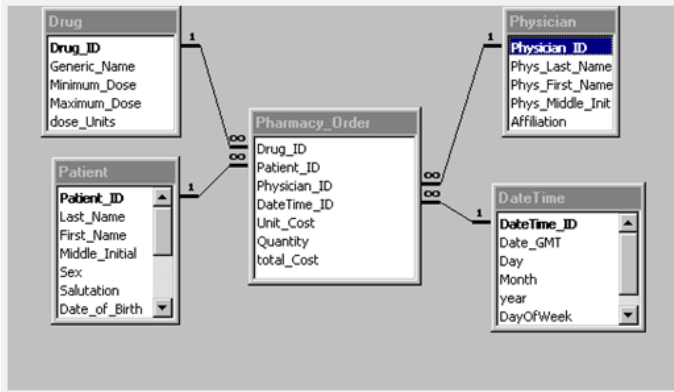 Drug
Drug_ID
Generic_Name
Minimum_Dose
Maximum_Dose
dose_Units
1
Physician
Physician_ID
Phys_Last_Name
Phys_First_Name
Phys_Middle_Init
Affiliation
1
Pharmacy_Order
Drug_ID
Patient_ID
Physician_ID
DateTime_ID
Unit_Cost
Quantity
total_Cost
∞
∞
∞
∞
Patient
Patient_ID
Last_Name
First_Name
Middle_Initial
Sex
Salutation
Date_of_Birth
1
DateTime
DateTime_ID
Date_GMT
Day
Month
year
DayOfWeek
1